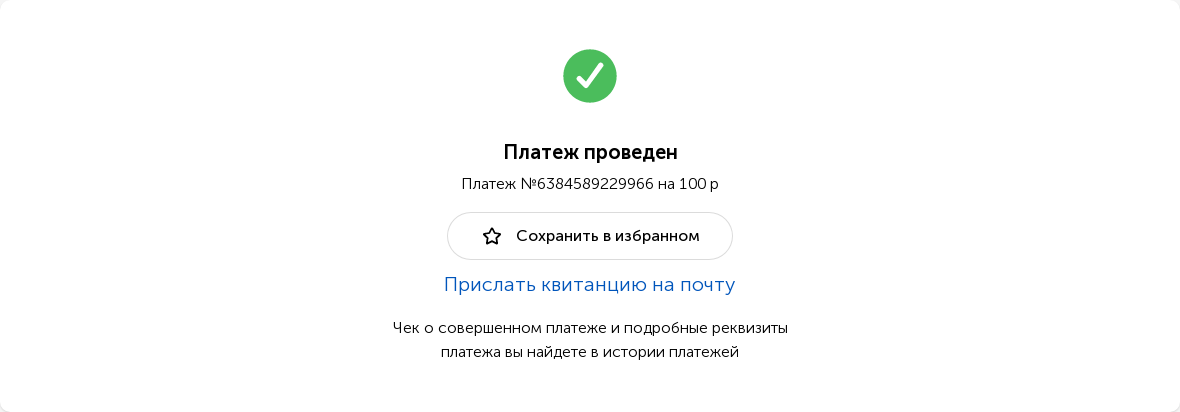 Платеж проведен
Платеж №6384589229966 на 100 р
Сохранить в избранном
Прислать квитанцию на почту
Чек о совершенном платеже и подробные реквизиты
платежа вы найдете в истории платежей